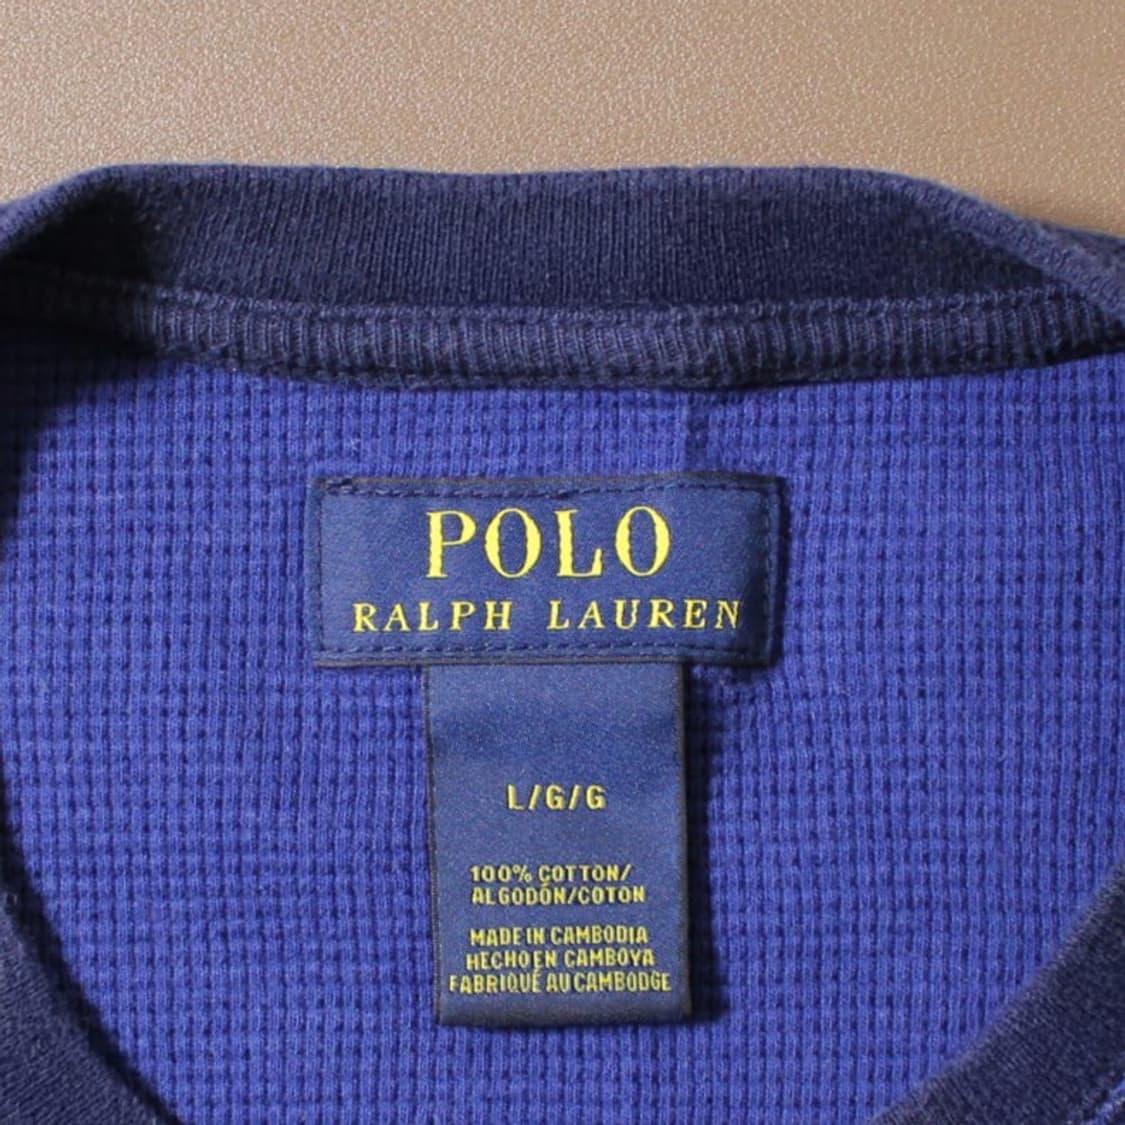 POLO
RALPH LAUREN
L/G/G
100% COTTON/
ALGODÓN/COTON
MADE IN CAMBODIA
HECHO EN CAMBOYA
FABRIQUÉ AU CAMBODGE